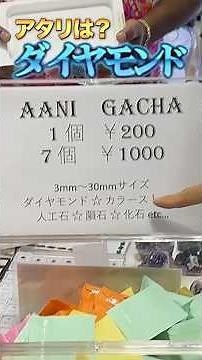 アタリは?
ダイヤモンド
AANI GACHA
1個 ¥200
7個 ¥1000
3mm~30mmサイズ
ダイヤモンド☆カラース
人工石☆隕石☆化石 etc...